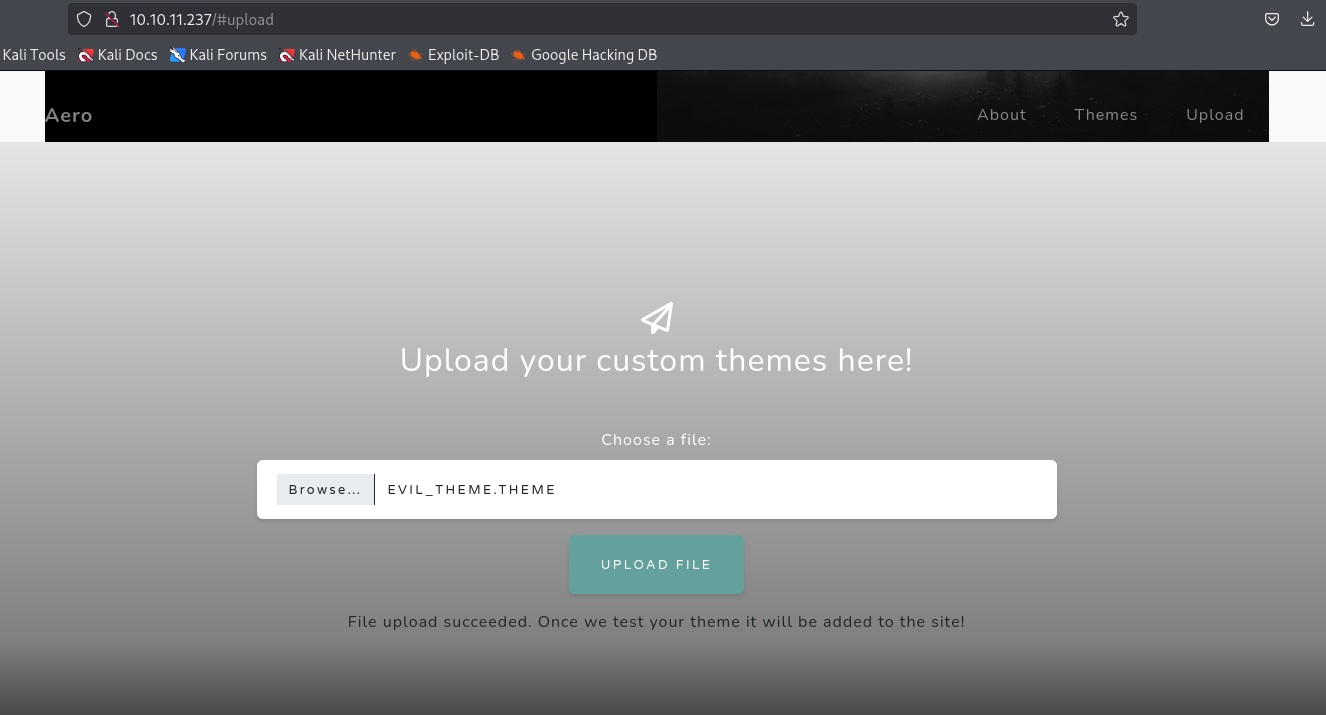 10.10.11.237/#upload
Kali Tools Kali Docs Kali Forums Kali NetHunter Exploit-DB Google Hacking DB
Aero About Themes Upload
Upload your custom themes here!
Choose a file:
Browse... EVIL_THEME.THEME
UPLOAD FILE
File upload succeeded. Once we test your theme it will be added to the site!